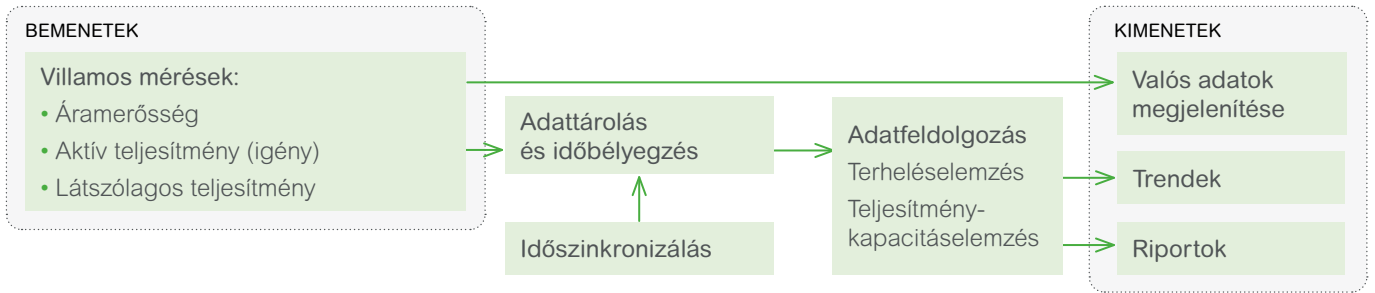 BEMENETEK
Villamos mérések:
• Áramerősség
• Aktív teljesítmény (igény)
• Látszólagos teljesítmény
Adattárolás
és időbélyegzés
Időszinkronizálás
Adatfeldolgozás
Terheléselemzés
Teljesítmény-
kapacitáselemzés
KIMENETEK
Valós adatok
megjelenítése
Trendek
Riportok